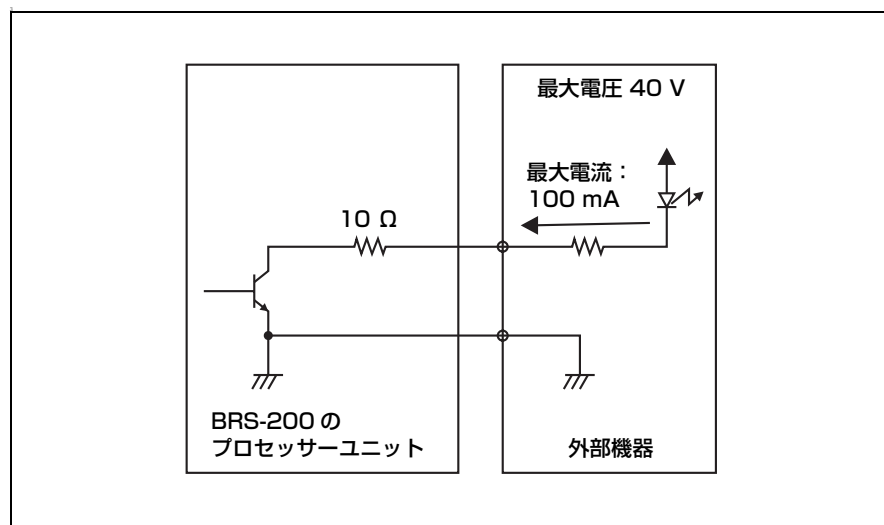 最大電圧 40 V
最大電流：
100 mA
10 Ω
BRS-200 の
プロセッサーユニット
外部機器